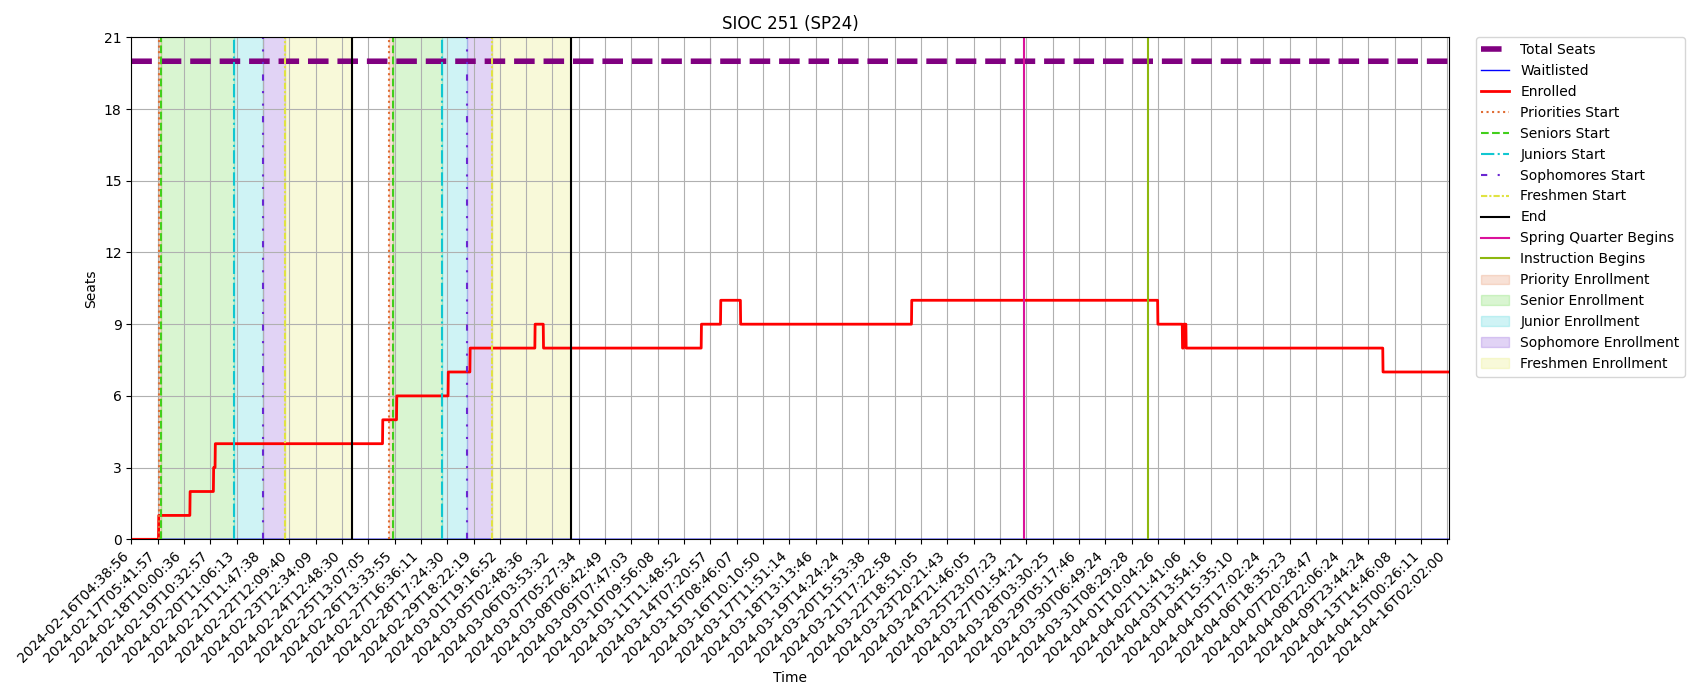 SIOC 251 (SP24)
21
18
15
12
9
6
3
0
Seats
2024-02-16T04:38:56
2024-02-17T05:41:57
2024-02-18T10:00:36
2024-02-19T10:32:57
2024-02-20T11:06:13
2024-02-21T11:47:38
2024-02-22T12:09:40
2024-02-23T12:34:09
2024-02-24T12:48:30
2024-02-25T13:07:05
2024-02-26T13:33:55
2024-02-27T16:36:11
2024-02-28T17:24:30
2024-02-29T18:22:19
2024-03-01T19:16:52
2024-03-05T02:48:36
2024-03-06T03:53:32
2024-03-07T05:27:34
2024-03-08T06:42:49
2024-03-09T07:47:03
2024-03-10T09:56:08
2024-03-11T11:48:52
2024-03-14T07:20:57
2024-03-15T08:46:07
2024-03-16T10:10:50
2024-03-17T11:51:14
2024-03-18T13:13:46
2024-03-19T14:24:24
2024-03-20T15:53:38
2024-03-21T17:22:58
2024-03-22T18:51:05
2024-03-23T20:21:43
2024-03-24T21:46:05
2024-03-25T23:07:23
2024-03-27T01:54:21
2024-03-28T03:30:25
2024-03-29T05:17:46
2024-03-30T06:49:24
2024-03-31T08:29:28
2024-04-01T10:04:26
2024-04-02T11:41:06
2024-04-03T13:54:16
2024-04-04T15:35:10
2024-04-05T17:02:24
2024-04-06T18:35:23
2024-04-07T20:28:47
2024-04-08T22:06:24
2024-04-09T23:44:24
2024-04-13T14:46:08
2024-04-15T00:26:11
2024-04-16T02:02:00
Time
Total Seats
Waitlisted
Enrolled
Priorities Start
Seniors Start
Juniors Start
Sophomores Start
Freshmen Start
End
Spring Quarter Begins
Instruction Begins
Priority Enrollment
Senior Enrollment
Junior Enrollment
Sophomore Enrollment
Freshmen Enrollment